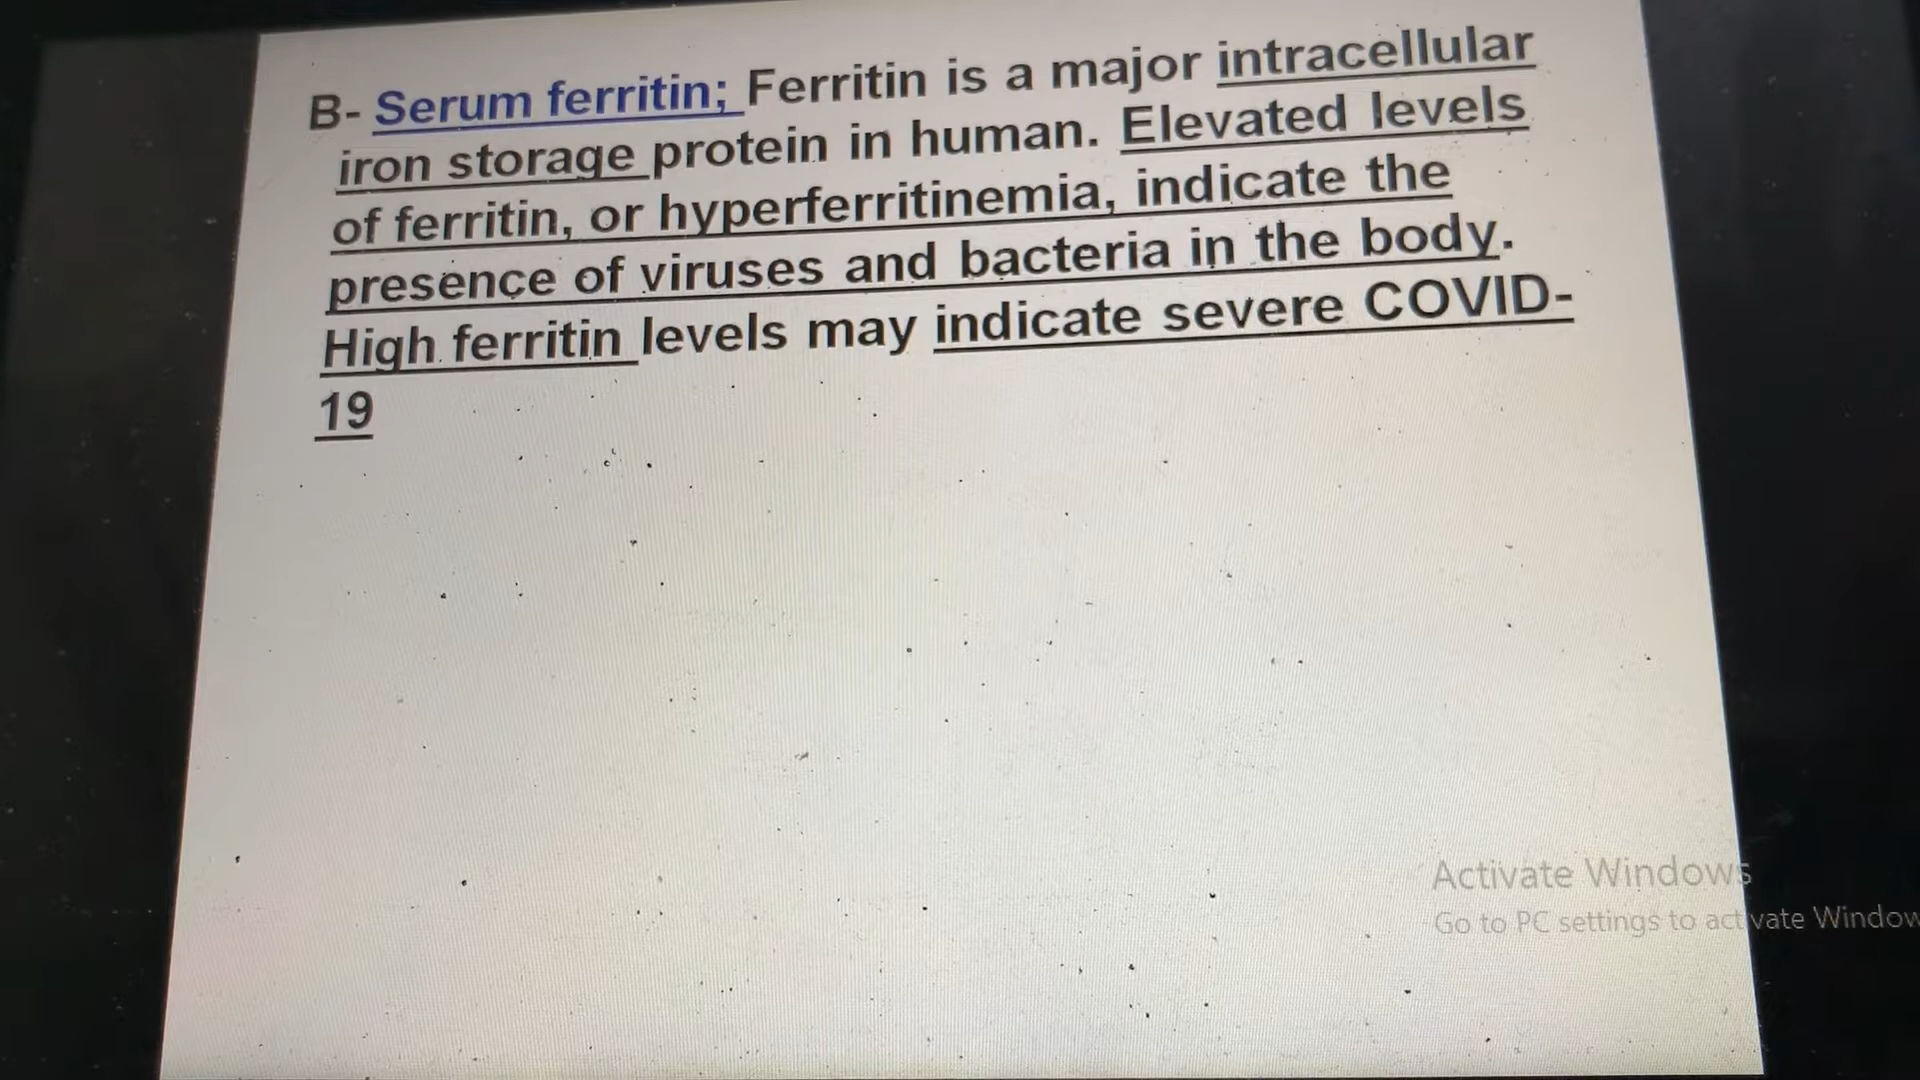 B- Serum ferritin; Ferritin is a major intracellular
iron storage protein in human. Elevated levels
of ferritin, or hyperferritinemia, indicate the
presence of viruses and bacteria in the body.
High ferritin levels may indicate severe COVID-
19
Activate Windows
Go to PC settings to activate Window